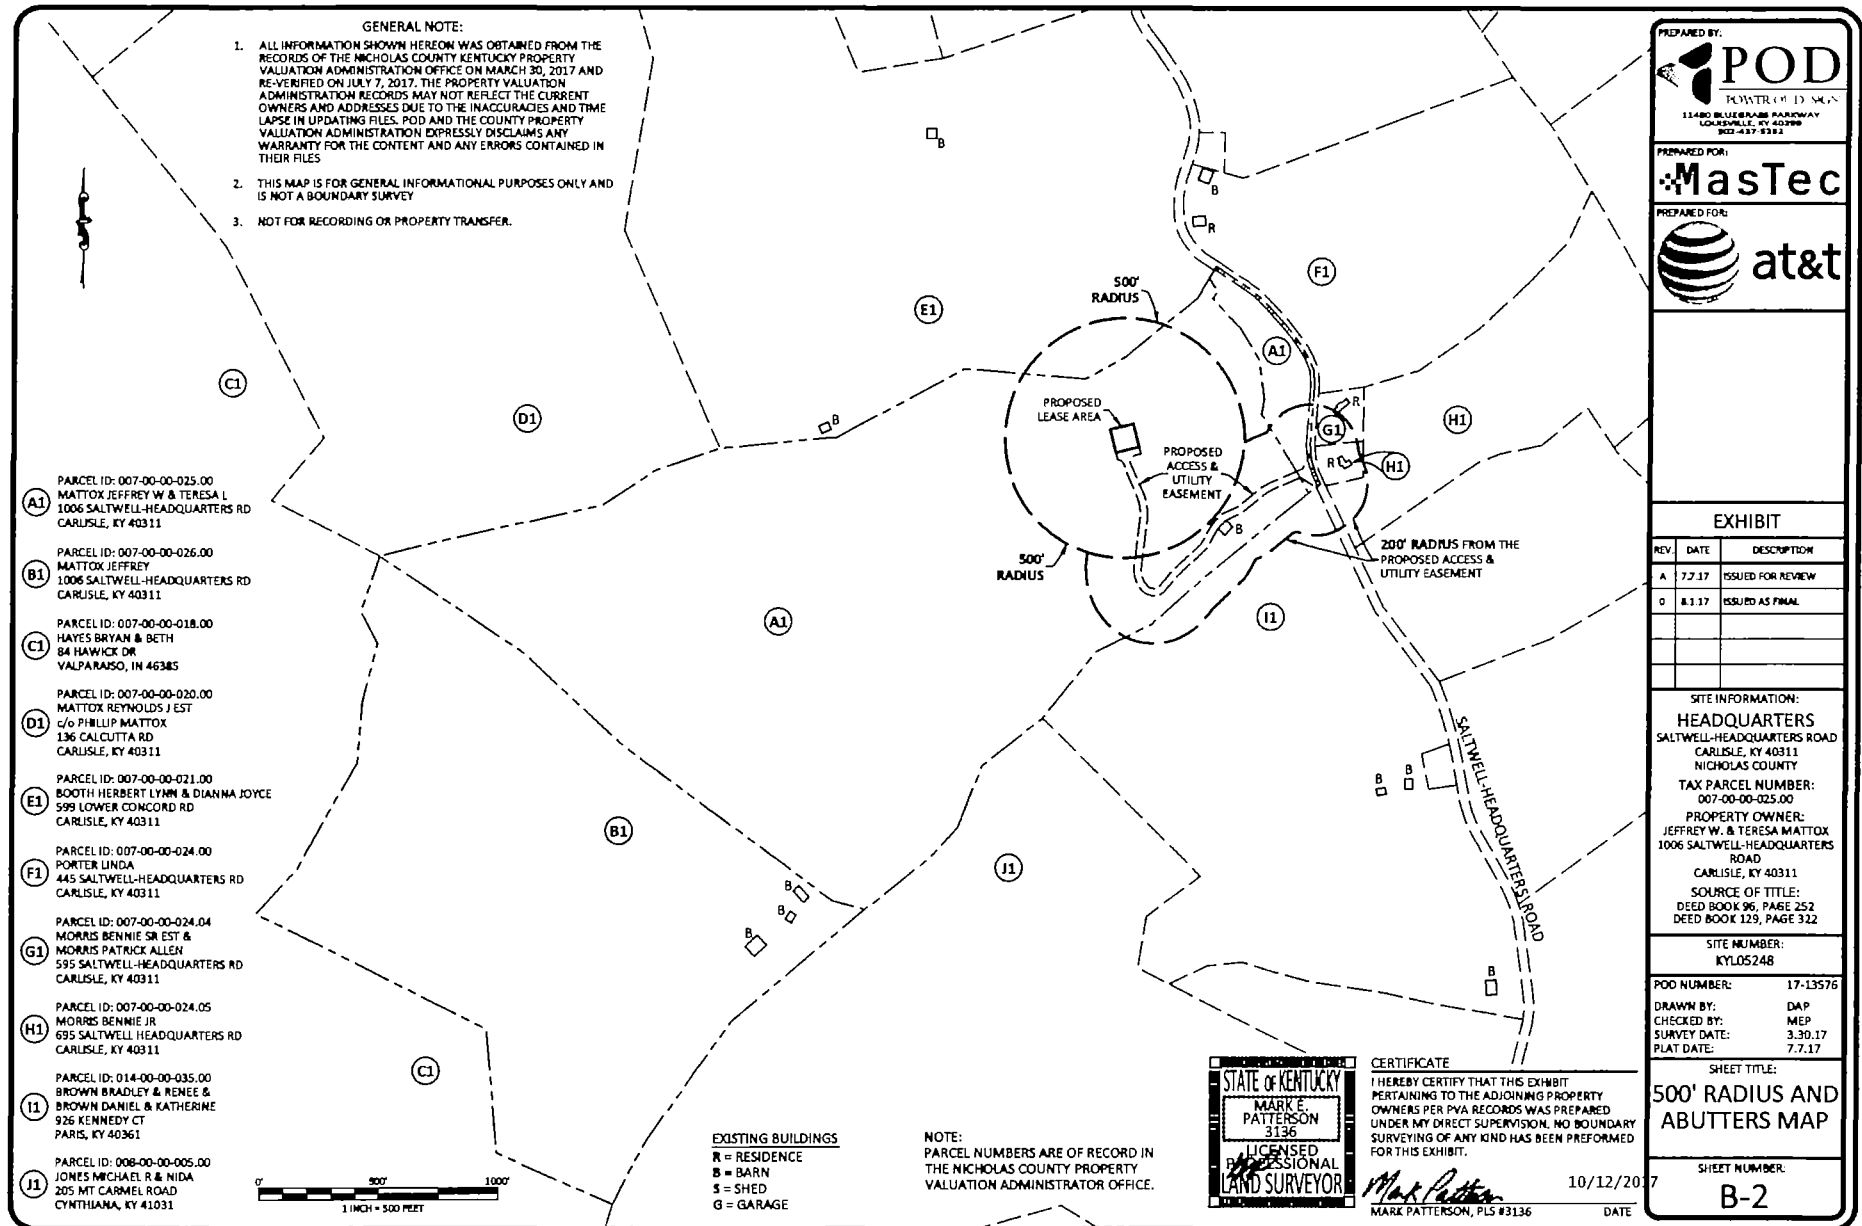 GENERAL NOTE:
1. ALL INFORMATION SHOWN HEREON WAS OBTAINED FROM THE
RECORDS OF THE NICHOLAS COUNTY KENTUCKY PROPERTY
VALUATION ADMINISTRATION OFFICE ON MARCH 30, 2017 AND
RE-VERIFIED ON JULY 7, 2017. THE PROPERTY VALUATION
ADMINISTRATION RECORDS MAY NOT REFLECT THE CURRENT
OWNERS AND ADDRESSES DUE TO THE INACCURACIES AND TIME
LAPSE IN UPDATING FILES. POD AND THE COUNTY PROPERTY
VALUATION ADMINISTRATION EXPRESSLY DISCLAIMS ANY
WARRANTY FOR THE CONTENT AND ANY ERRORS CONTAINED IN
THEIR FILES
2. THIS MAP IS FOR GENERAL INFORMATIONAL PURPOSES ONLY AND
IS NOT A BOUNDARY SURVEY
3. NOT FOR RECORDING OR PROPERTY TRANSFER.
B
B
R
F1
500'
RADIUS
E1
A1
C1
D1
B
PROPOSED
LEASE AREA
R
G1
H1
PROPOSED
ACCESS &
UTILITY
EASEMENT
R
H1
B
500'
RADIUS
200' RADIUS FROM THE
PROPOSED ACCESS &
UTILITY EASEMENT
A1
I1
B
B
SALTWELL-HEADQUARTERS ROAD
B1
J1
B
B
B
B
C1
A1
PARCEL ID: 007-00-00-025.00
MATTOX JEFFREY W & TERESA L
1006 SALTWELL-HEADQUARTERS RD
CARLISLE, KY 40311
B1
PARCEL ID: 007-00-00-026.00
MATTOX JEFFREY
1006 SALTWELL-HEADQUARTERS RD
CARLISLE, KY 40311
C1
PARCEL ID: 007-00-00-018.00
HAYES BRYAN & BETH
84 HAWICK DR
VALPARAISO, IN 46385
D1
PARCEL ID: 007-00-00-020.00
MATTOX REYNOLDS J EST
c/o PHILLIP MATTOX
136 CALCUTTA RD
CARLISLE, KY 40311
E1
PARCEL ID: 007-00-00-021.00
BOOTH HERBERT LYNN & DIANNA JOYCE
599 LOWER CONCORD RD
CARLISLE, KY 40311
F1
PARCEL ID: 007-00-00-024.00
PORTER LINDA
445 SALTWELL-HEADQUARTERS RD
CARLISLE, KY 40311
G1
PARCEL ID: 007-00-00-024.04
MORRIS BENNIE SR EST &
MORRIS PATRICK ALLEN
595 SALTWELL-HEADQUARTERS RD
CARLISLE, KY 40311
H1
PARCEL ID: 007-00-00-024.05
MORRIS BENNIE JR
695 SALTWELL HEADQUARTERS RD
CARLISLE, KY 40311
I1
PARCEL ID: 014-00-00-035.00
BROWN BRADLEY & RENEE &
BROWN DANIEL & KATHERINE
926 KENNEDY CT
PARIS, KY 40361
J1
PARCEL ID: 008-00-00-005.00
JONES MICHAEL R & NIDA
205 MT CARMEL ROAD
CYNTHIANA, KY 41031
0' 500' 1000'
1 INCH = 500 FEET
EXISTING BUILDINGS
R = RESIDENCE
B = BARN
S = SHED
G = GARAGE
NOTE:
PARCEL NUMBERS ARE OF RECORD IN
THE NICHOLAS COUNTY PROPERTY
VALUATION ADMINISTRATOR OFFICE.
STATE OF KENTUCKY
MARK E.
PATTERSON
3136
LICENSED
PROFESSIONAL
LAND SURVEYOR
CERTIFICATE
I HEREBY CERTIFY THAT THIS EXHIBIT
PERTAINING TO THE ADJOINING PROPERTY
OWNERS PER PVA RECORDS WAS PREPARED
UNDER MY DIRECT SUPERVISION. NO BOUNDARY
SURVEYING OF ANY KIND HAS BEEN PREFORMED
FOR THIS EXHIBIT.
Mark Patterson 10/12/2017
MARK PATTERSON, PLS #3136 DATE
PREPARED BY:
POD
POWER OF DESIGN
11490 BLUEGRASS PARKWAY
LOUISVILLE, KY 40299
502-437-5252
PREPARED FOR:
MasTec
PREPARED FOR:
at&t
EXHIBIT
REV. DATE DESCRIPTION
A 7.7.17 ISSUED FOR REVIEW
0 8.1.17 ISSUED AS FINAL
SITE INFORMATION:
HEADQUARTERS
SALTWELL-HEADQUARTERS ROAD
CARLISLE, KY 40311
NICHOLAS COUNTY
TAX PARCEL NUMBER:
007-00-00-025.00
PROPERTY OWNER:
JEFFREY W. & TERESA MATTOX
1006 SALTWELL-HEADQUARTERS
ROAD
CARLISLE, KY 40311
SOURCE OF TITLE:
DEED BOOK 96, PAGE 252
DEED BOOK 129, PAGE 322
SITE NUMBER:
KYL05248
POD NUMBER: 17-13576
DRAWN BY: DAP
CHECKED BY: MEP
SURVEY DATE: 3.30.17
PLAT DATE: 7.7.17
SHEET TITLE:
500' RADIUS AND
ABUTTERS MAP
SHEET NUMBER:
B-2